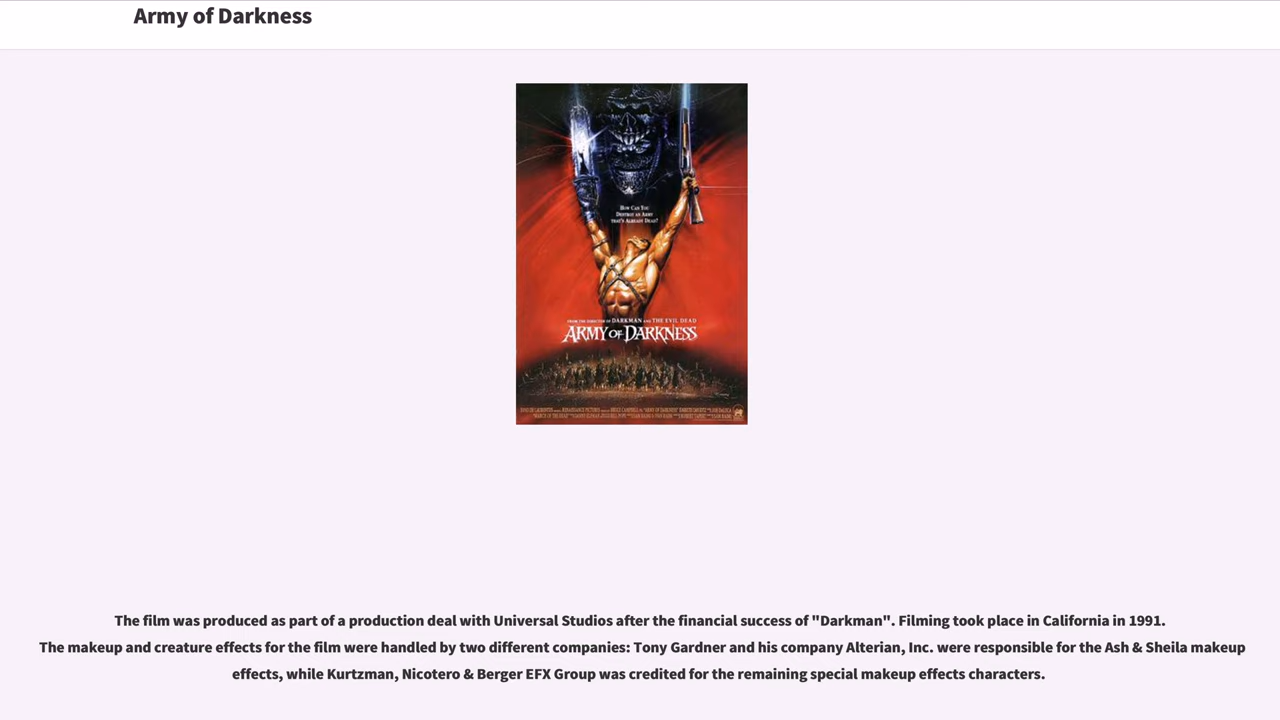 Army of Darkness
HOW CAN YOU
DESTROY AN ARMY
THAT'S ALREADY DEAD?
FROM THE DIRECTOR OF DARKMAN AND THE EVIL DEAD
ARMY OF DARKNESS
The film was produced as part of a production deal with Universal Studios after the financial success of "Darkman". Filming took place in California in 1991.
The makeup and creature effects for the film were handled by two different companies: Tony Gardner and his company Alterian, Inc. were responsible for the Ash & Sheila makeup
effects, while Kurtzman, Nicotero & Berger EFX Group was credited for the remaining special makeup effects characters.